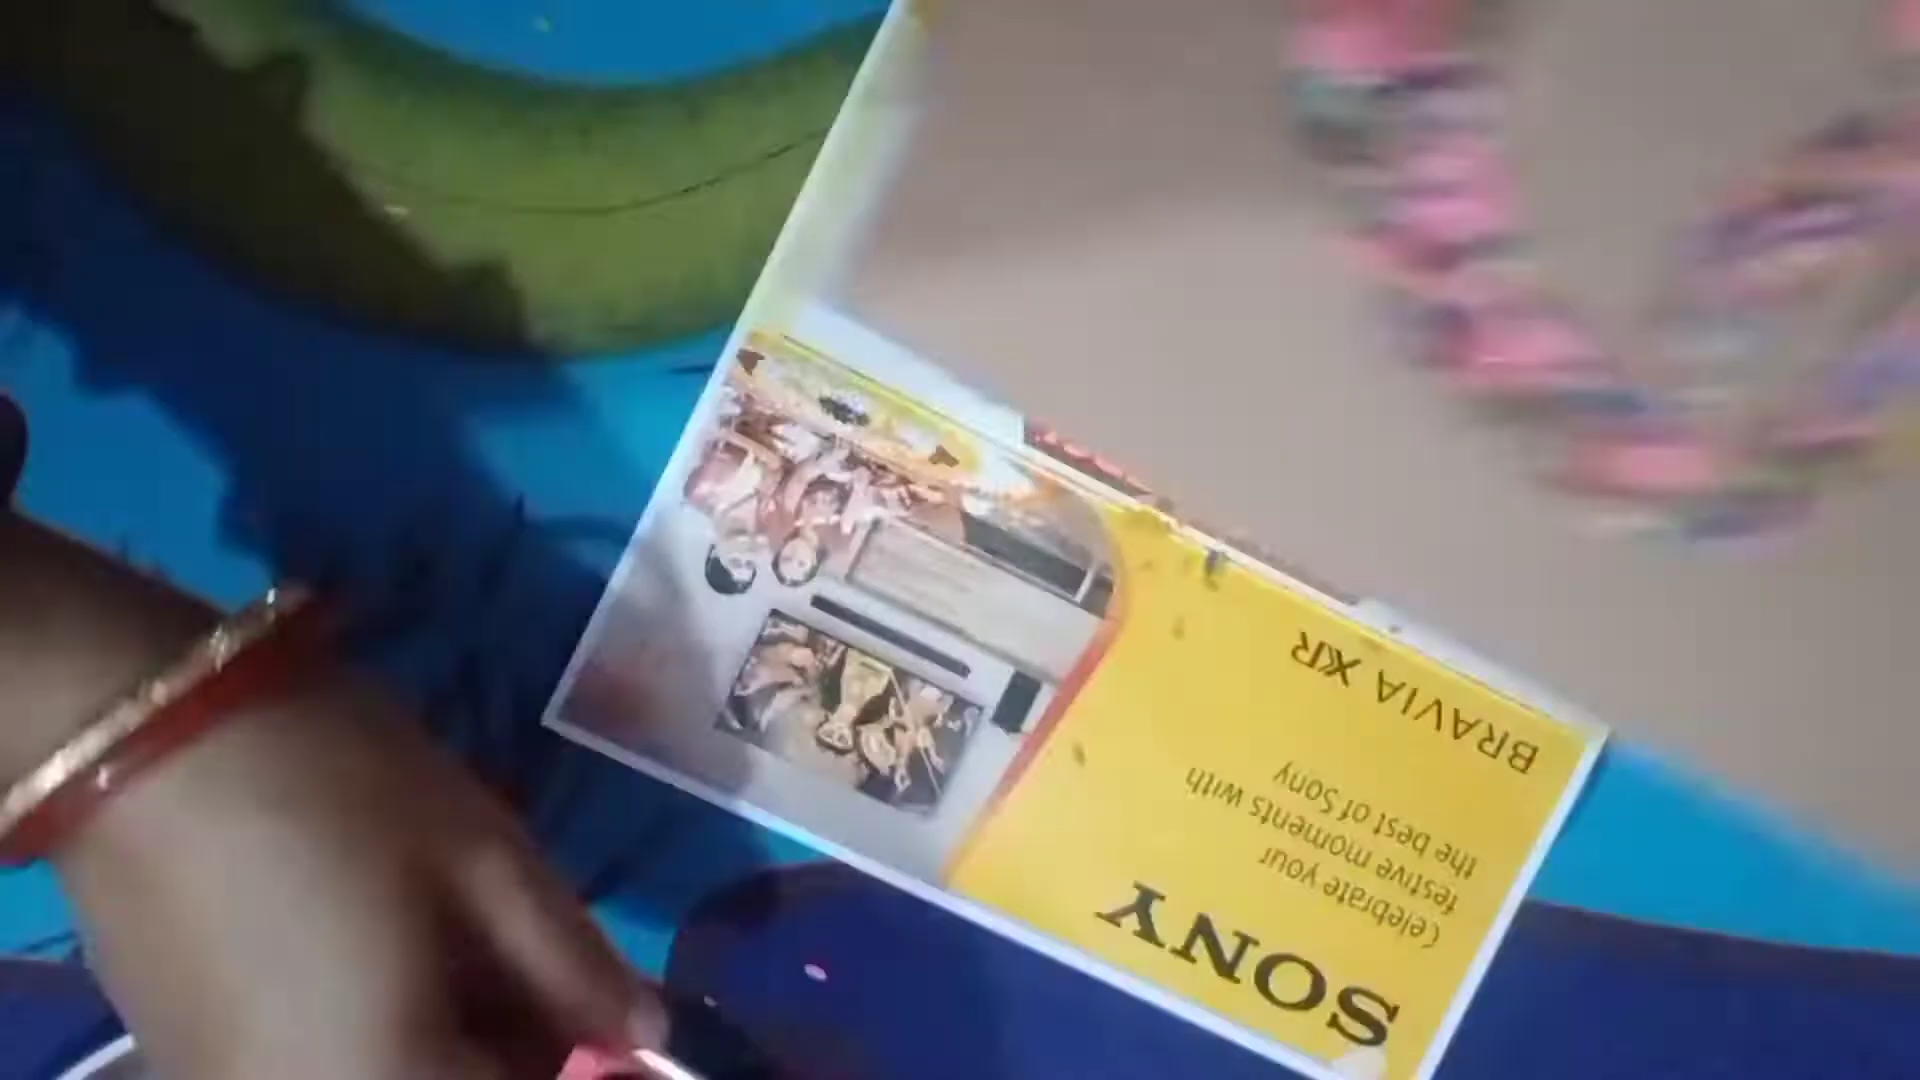 SONY
Celebrate your
festive moments with
the best of Sony
BRAVIA XR